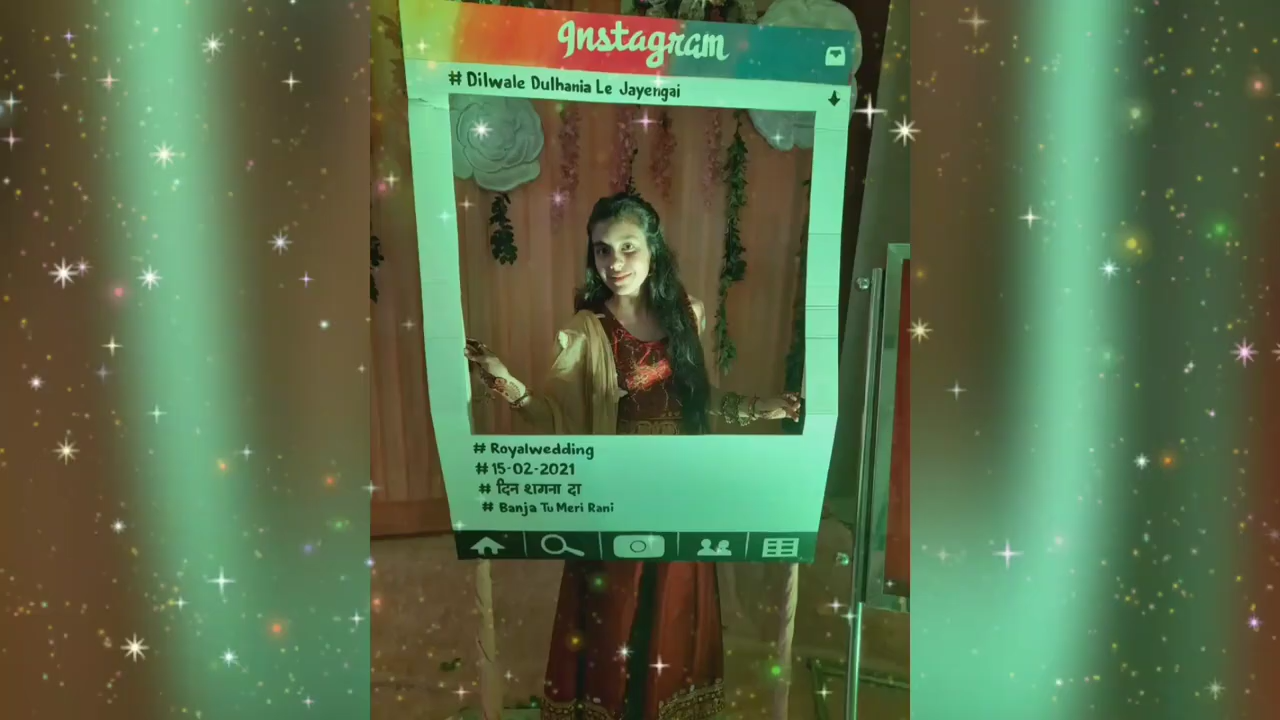 Instagram
# Dilwale Dulhania Le Jayengai
# Royalwedding
# 15-02-2021
# दिन शगना दा
# Banja Tu Meri Rani